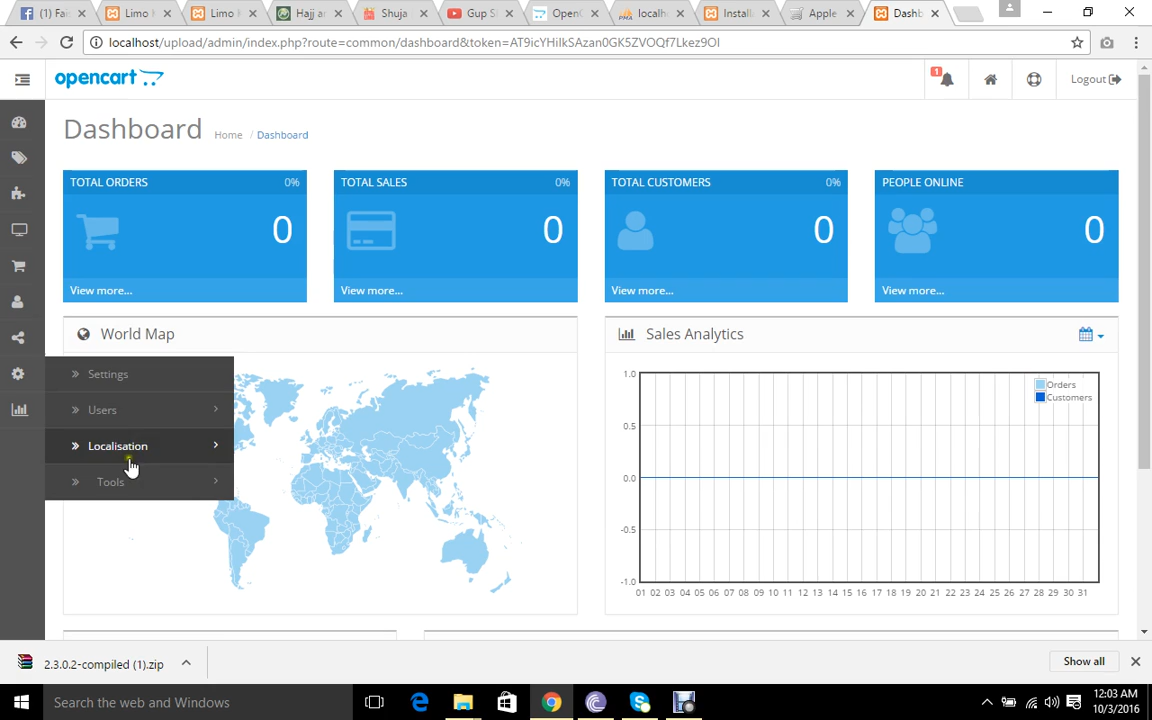 (1) Fa
Limo
Limo
Hajj a
Shuja
Gup S
OpenC
localh
Install
Apple
Dashb
localhost/upload/admin/index.php?route=common/dashboard&token=AT9icYHilkSAzan0GK5ZVOQf7Lkez9OI
opencart
1
Logout
Dashboard
Home / Dashboard
TOTAL ORDERS 0%
0
View more...
TOTAL SALES 0%
0
View more...
TOTAL CUSTOMERS 0%
0
View more...
PEOPLE ONLINE
0
View more...
World Map
Sales Analytics
Settings
Users
Localisation
Tools
1.0
0.5
0.0
-0.5
-1.0
Orders
Customers
01 02 03 04 05 06 07 08 09 10 11 12 13 14 15 16 17 18 19 20 21 22 23 24 25 26 27 28 29 30 31
2.3.0.2-compiled (1).zip
Show all
Search the web and Windows
12:03 AM
10/3/2016